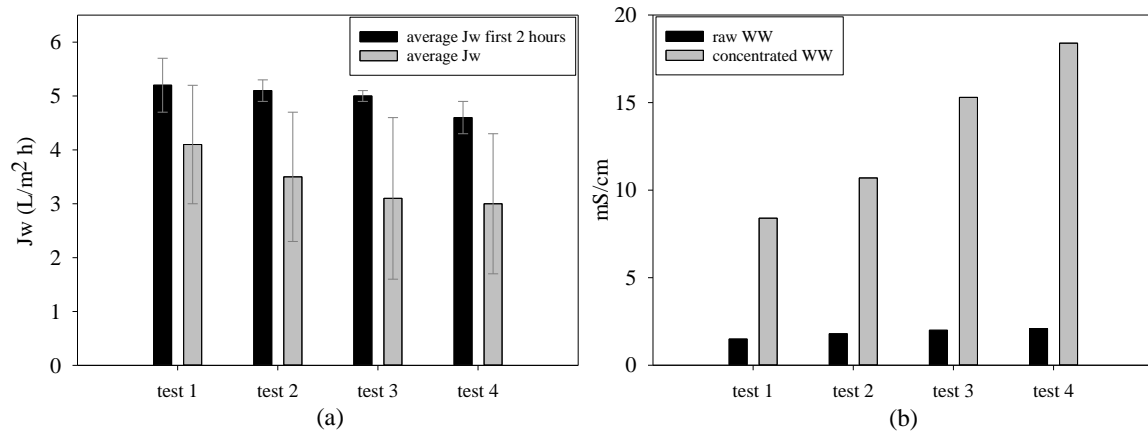 6
5
4
3
2
1
0
Jw (L/m² h)
average Jw first 2 hours
average Jw
test 1 test 2 test 3 test 4
(a)
20
15
10
5
0
mS/cm
raw WW
concentrated WW
test 1 test 2 test 3 test 4
(b)